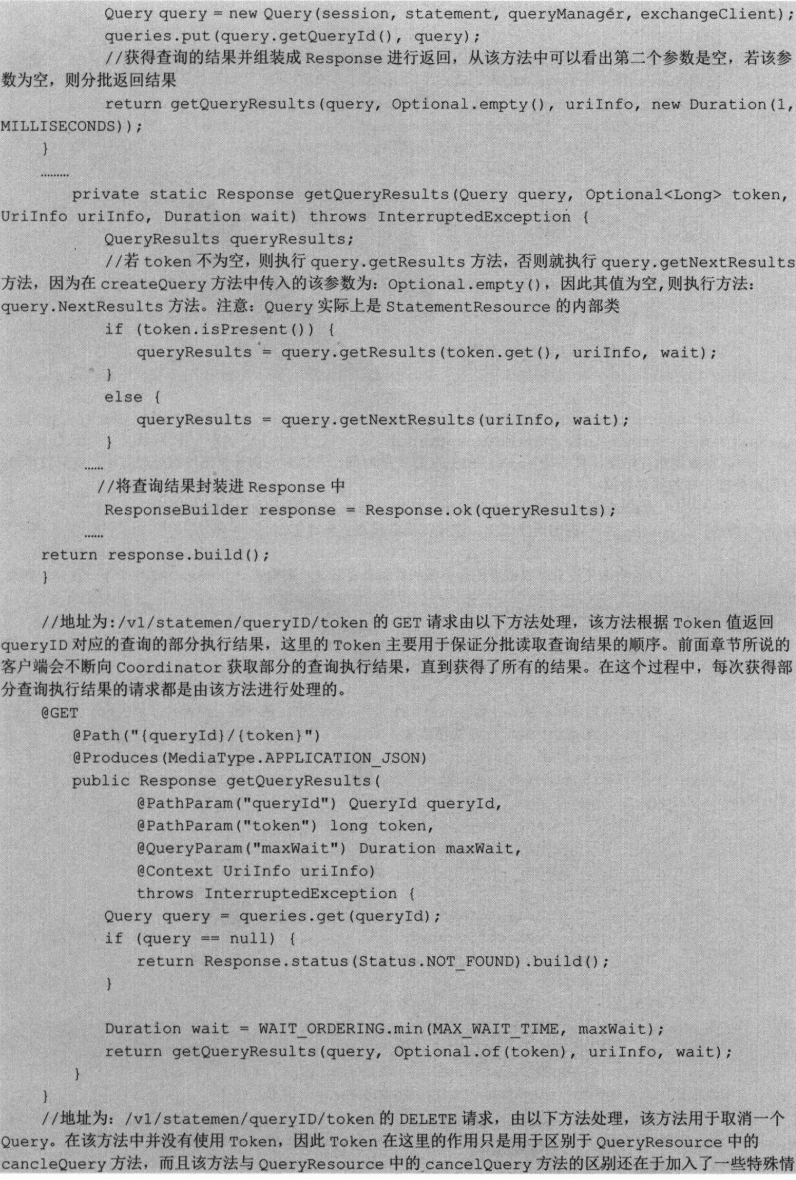 Query query = new Query(session, statement, queryManager, exchangeClient);
queries.put(query.getQueryId(), query);
//获得查询的结果并组装成 Response 进行返回，从该方法中可以看出第二个参数是空，若该参
数为空，则分批返回结果
return getQueryResults(query, Optional.empty(), uriInfo, new Duration(1,
MILLISECONDS));
}
………
private static Response getQueryResults(Query query, Optional<Long> token,
UriInfo uriInfo, Duration wait) throws InterruptedException {
QueryResults queryResults;
//若 token 不为空，则执行 query.getResults 方法，否则就执行 query.getNextResults
方法，因为在 createQuery 方法中传入的该参数为：Optional.empty()，因此其值为空,则执行方法：
query.NextResults 方法。注意：Query 实际上是 StatementResource 的内部类
if (token.isPresent()) {
queryResults = query.getResults(token.get(), uriInfo, wait);
}
else {
queryResults = query.getNextResults(uriInfo, wait);
}
……
//将查询结果封装进 Response 中
ResponseBuilder response = Response.ok(queryResults);
……
return response.build();
}
//地址为:/v1/statemen/queryID/token 的 GET 请求由以下方法处理，该方法根据 Token 值返回
queryID 对应的查询的部分执行结果，这里的 Token 主要用于保证分批读取查询结果的顺序。前面章节所说的
客户端会不断向 Coordinator 获取部分的查询执行结果，直到获得了所有的结果。在这个过程中，每次获得部
分查询执行结果的请求都是由该方法进行处理的。
@GET
@Path("{queryId}/{token}")
@Produces(MediaType.APPLICATION_JSON)
public Response getQueryResults(
@PathParam("queryId") QueryId queryId,
@PathParam("token") long token,
@QueryParam("maxWait") Duration maxWait,
@Context UriInfo uriInfo)
throws InterruptedException {
Query query = queries.get(queryId);
if (query == null) {
return Response.status(Status.NOT_FOUND).build();
}
Duration wait = WAIT_ORDERING.min(MAX_WAIT_TIME, maxWait);
return getQueryResults(query, Optional.of(token), uriInfo, wait);
}
}
//地址为：/v1/statemen/queryID/token 的 DELETE 请求，由以下方法处理，该方法用于取消一个
Query。在该方法中并没有使用 Token，因此 Token 在这里的作用只是用于区别于 QueryResource 中的
cancleQuery 方法，而且该方法与 QueryResource 中的 cancelQuery 方法的区别还在于加入了一些特殊情